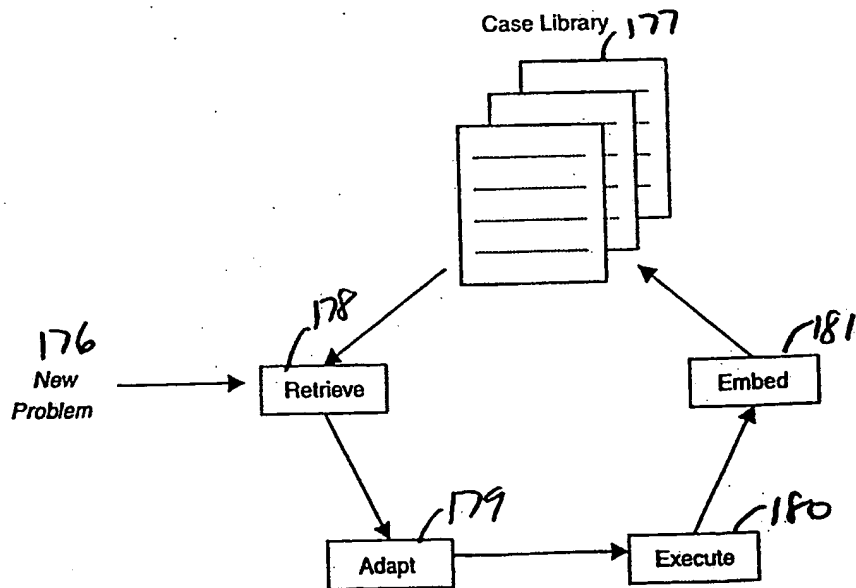 Case Library 177
178
176
New
Problem
Retrieve
181
Embed
179
Adapt
180
Execute